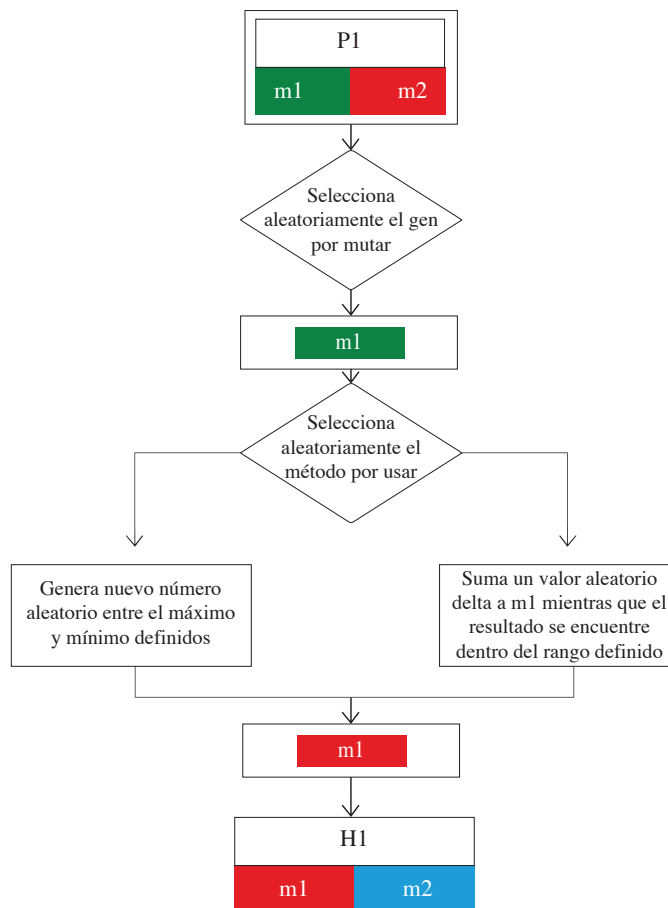 P1
m1 m2
Selecciona
aleatoriamente el gen
por mutar
m1
Selecciona
aleatoriamente el
método por usar
Genera nuevo número
aleatorio entre el máximo
y mínimo definidos
Suma un valor aleatorio
delta a m1 mientras que el
resultado se encuentre
dentro del rango definido
m1
H1
m1 m2